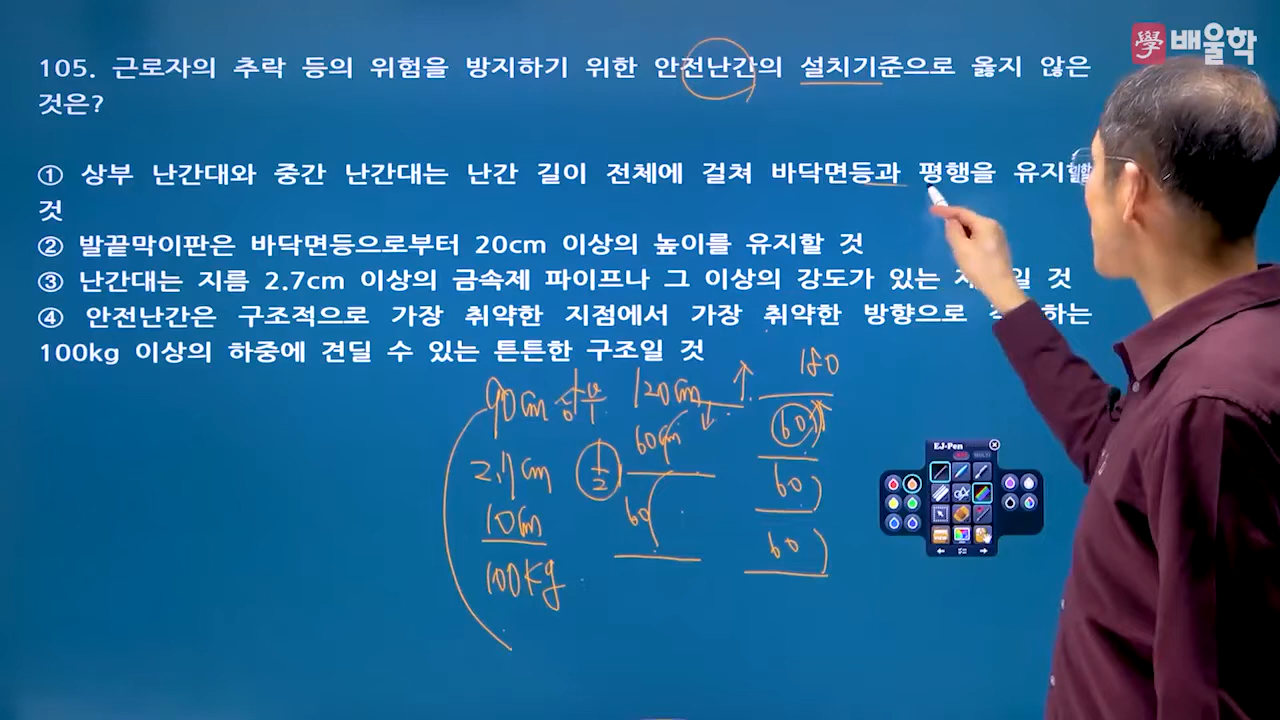 學 배울학
105. 근로자의 추락 등의 위험을 방지하기 위한 안전난간의 설치기준으로 옳지 않은
것은?
① 상부 난간대와 중간 난간대는 난간 길이 전체에 걸쳐 바닥면등과 평행을 유지할
것
② 발끝막이판은 바닥면등으로부터 20cm 이상의 높이를 유지할 것
③ 난간대는 지름 2.7cm 이상의 금속제 파이프나 그 이상의 강도가 있는
④ 안전난간은 구조적으로 가장 취약한 지점에서 가장 취약한 방향으로 하는
100kg 이상의 하중에 견딜 수 있는 튼튼한 구조일 것
90cm 상부 120cm 180
60cm 60
2.7cm 1/2 60
10cm 60 60
100kg
EJ-Pen